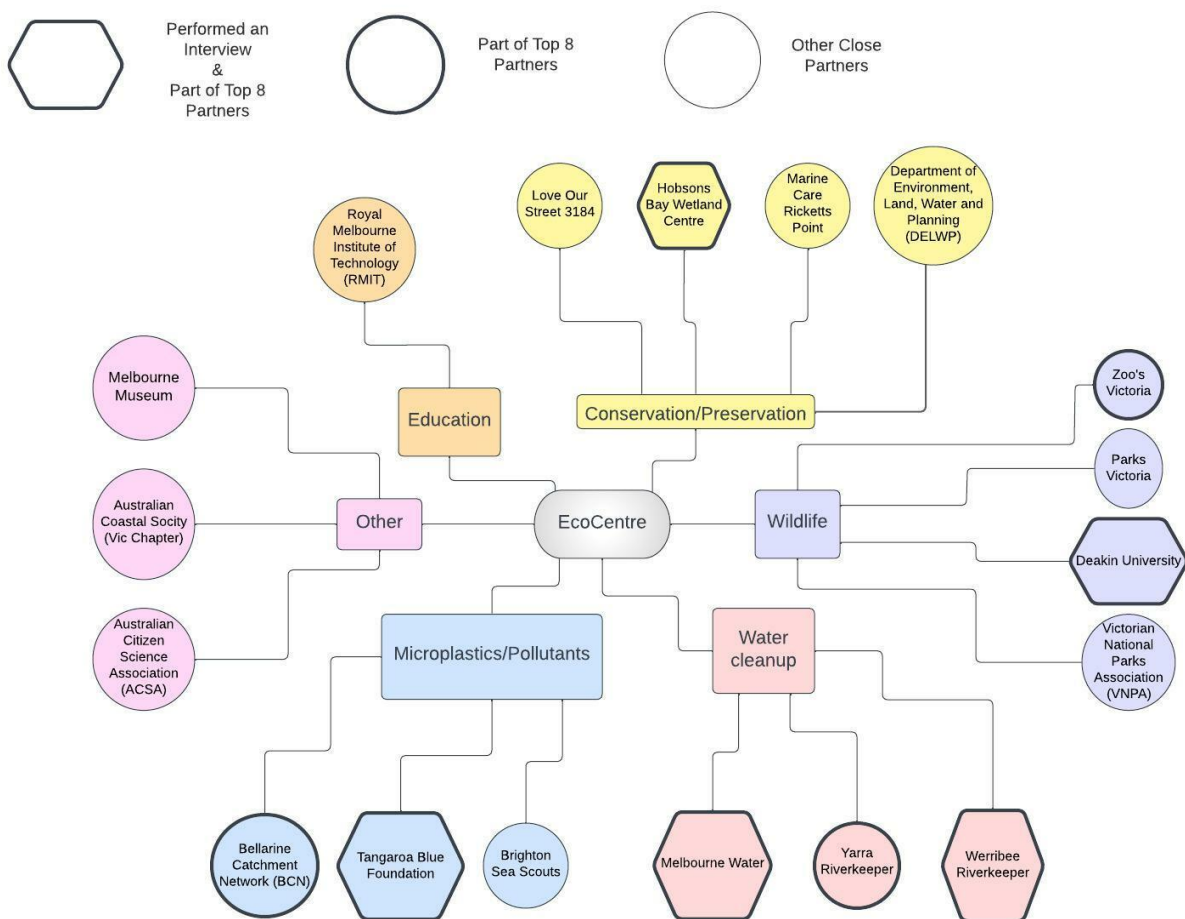 Performed an
Interview
&
Part of Top 8
Partners
Part of Top 8
Partners
Other Close
Partners
Royal
Melbourne
Institute of
Technology
(RMIT)
Love Our
Street 3184
Hobsons
Bay Wetland
Centre
Marine
Care
Ricketts
Point
Department of
Environment,
Land, Water and
Planning
(DELWP)
Melbourne
Museum
Education
Conservation/Preservation
Zoo's
Victoria
Parks
Victoria
Australian
Coastal Socity
(Vic Chapter)
Other
EcoCentre
Wildlife
Deakin University
Australian
Citizen
Science
Association
(ACSA)
Microplastics/Pollutants
Water
cleanup
Victorian
National
Parks
Association
(VNPA)
Bellarine
Catchment
Network (BCN)
Tangaroa Blue
Foundation
Brighton
Sea Scouts
Melbourne Water
Yarra
Riverkeeper
Werribee
Riverkeeper